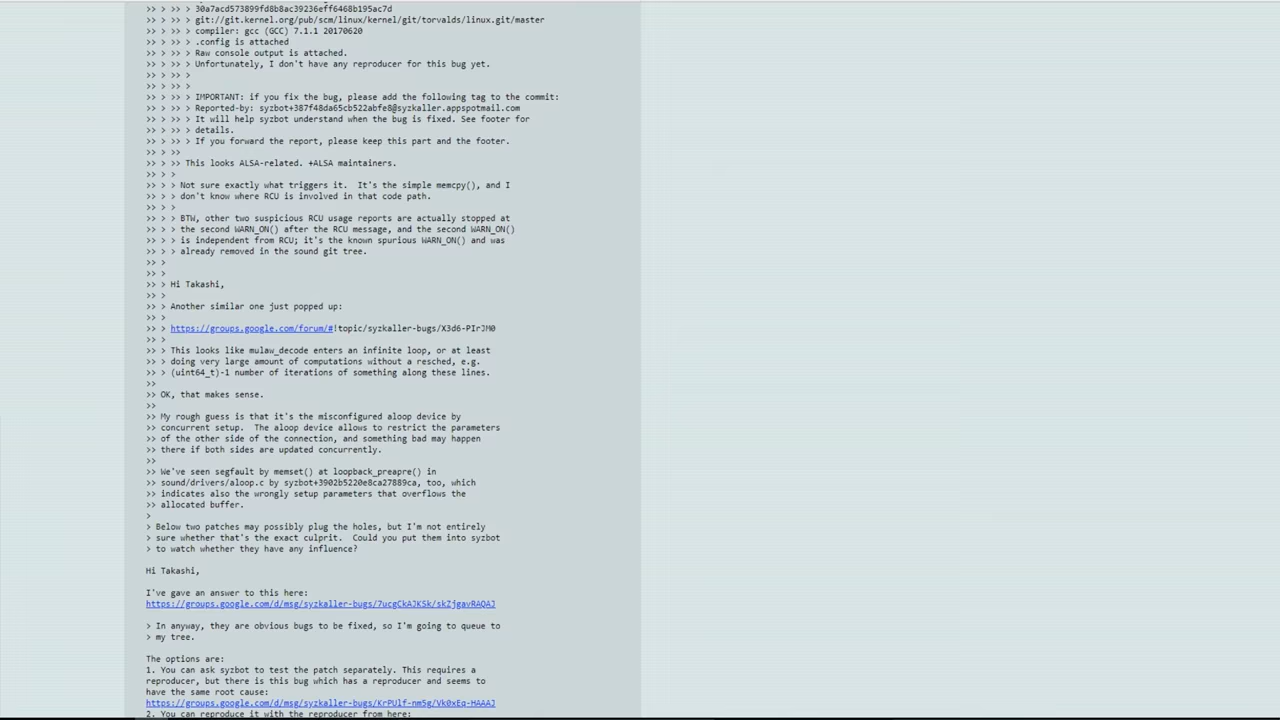 >> >> >> > 30a7acd573899fd8b8ac39236eff6468b195ac7d
>> >> >> > git://git.kernel.org/pub/scm/linux/kernel/git/torvalds/linux.git/master
>> >> >> > compiler: gcc (GCC) 7.1.1 20170620
>> >> >> > .config is attached
>> >> >> > Raw console output is attached.
>> >> >> > Unfortunately, I don't have any reproducer for this bug yet.
>> >> >> >
>> >> >> >
>> >> >> > IMPORTANT: if you fix the bug, please add the following tag to the commit:
>> >> >> > Reported-by: syzbot+387f48da65cb522abfe8@syzkaller.appspotmail.com
>> >> >> > It will help syzbot understand when the bug is fixed. See footer for
>> >> >> > details.
>> >> >> > If you forward the report, please keep this part and the footer.
>> >> >>
>> >> >> This looks ALSA-related. +ALSA maintainers.
>> >> >
>> >> > Not sure exactly what triggers it.  It's the simple memcpy(), and I
>> >> > don't know where RCU is involved in that code path.
>> >> >
>> >> > BTW, other two suspicious RCU usage reports are actually stopped at
>> >> > the second WARN_ON() after the RCU message, and the second WARN_ON()
>> >> > is independent from RCU; it's the known spurious WARN_ON() and was
>> >> > already removed in the sound git tree.
>> >
>> >
>> > Hi Takashi,
>> >
>> > Another similar one just popped up:
>> >
>> > https://groups.google.com/forum/#!topic/syzkaller-bugs/X3d6-PIrJM0
>> >
>> > This looks like mulaw_decode enters an infinite loop, or at least
>> > doing very large amount of computations without a resched, e.g.
>> > (uint64_t)-1 number of iterations of something along these lines.
>>
>> OK, that makes sense.
>>
>> My rough guess is that it's the misconfigured aloop device by
>> concurrent setup.  The aloop device allows to restrict the parameters
>> of the other side of the connection, and something bad may happen
>> there if both sides are updated concurrently.
>>
>> We've seen segfault by memset() at loopback_preapre() in
>> sound/drivers/aloop.c by syzbot+3902b5220e8ca27889ca, too, which
>> indicates also the wrongly setup parameters that overflows the
>> allocated buffer.
>
> Below two patches may possibly plug the holes, but I'm not entirely
> sure whether that's the exact culprit.  Could you put them into syzbot
> to watch whether they have any influence?
Hi Takashi,
I've gave an answer to this here:
https://groups.google.com/d/msg/syzkaller-bugs/7ucgCkAJKSk/skZjgavRAQAJ
> In anyway, they are obvious bugs to be fixed, so I'm going to queue to
> my tree.
The options are:
1. You can ask syzbot to test the patch separately. This requires a
reproducer, but there is this bug which has a reproducer and seems to
have the same root cause:
https://groups.google.com/d/msg/syzkaller-bugs/KrPUlf-nm5g/Vk0xEq-HAAAJ
2. You can reproduce it with the reproducer from here: